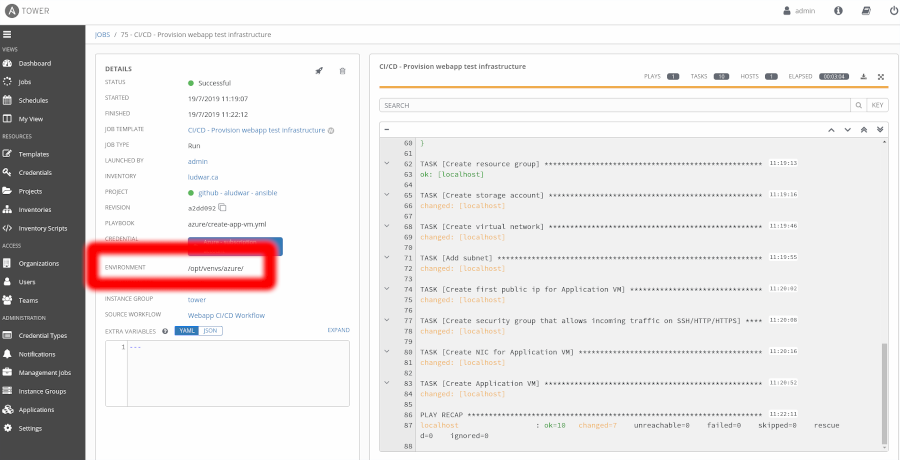 A TOWER
admin
VIEWS
Dashboard
Jobs
Schedules
My View
RESOURCES
Templates
Credentials
Projects
Inventories
Inventory Scripts
ACCESS
Organizations
Users
Teams
ADMINISTRATION
Credential Types
Notifications
Management Jobs
Instance Groups
Applications
Settings
JOBS / 75 - CI/CD - Provision webapp test infrastructure
DETAILS
STATUS Successful
STARTED 19/7/2019 11:19:07
FINISHED 19/7/2019 11:22:12
JOB TEMPLATE CI/CD - Provision webapp test infrastructure
JOB TYPE Run
LAUNCHED BY admin
INVENTORY ludwar.ca
PROJECT github - aludwar - ansible
REVISION a2dd092
PLAYBOOK azure/create-app-vm.yml
CREDENTIAL
ENVIRONMENT /opt/venvs/azure/
INSTANCE GROUP tower
SOURCE WORKFLOW Webapp CI/CD Workflow
EXTRA VARIABLES YAML JSON EXPAND
1 ---
CI/CD - Provision webapp test infrastructure
PLAYS 1 TASKS 10 HOSTS 1 ELAPSED 00:03:04
SEARCH KEY
60 }
61
62 TASK [Create resource group] *************************************************** 11:19:13
63 ok: [localhost]
64
65 TASK [Create storage account] ************************************************** 11:19:16
66 changed: [localhost]
67
68 TASK [Create virtual network] ************************************************** 11:19:46
69 changed: [localhost]
70
71 TASK [Add subnet] ************************************************************** 11:19:55
72 changed: [localhost]
73
74 TASK [Create first public ip for Application VM] ******************************* 11:20:02
75 changed: [localhost]
76
77 TASK [Create security group that allows incoming traffic on SSH/HTTP/HTTPS] **** 11:20:08
78 changed: [localhost]
79
80 TASK [Create NIC for Application VM] ******************************************* 11:20:16
81 changed: [localhost]
82
83 TASK [Create Application VM] *************************************************** 11:20:52
84 changed: [localhost]
85
86 PLAY RECAP ********************************************************************* 11:22:11
87 localhost : ok=10 changed=7 unreachable=0 failed=0 skipped=0 rescue
d=0 ignored=0
88